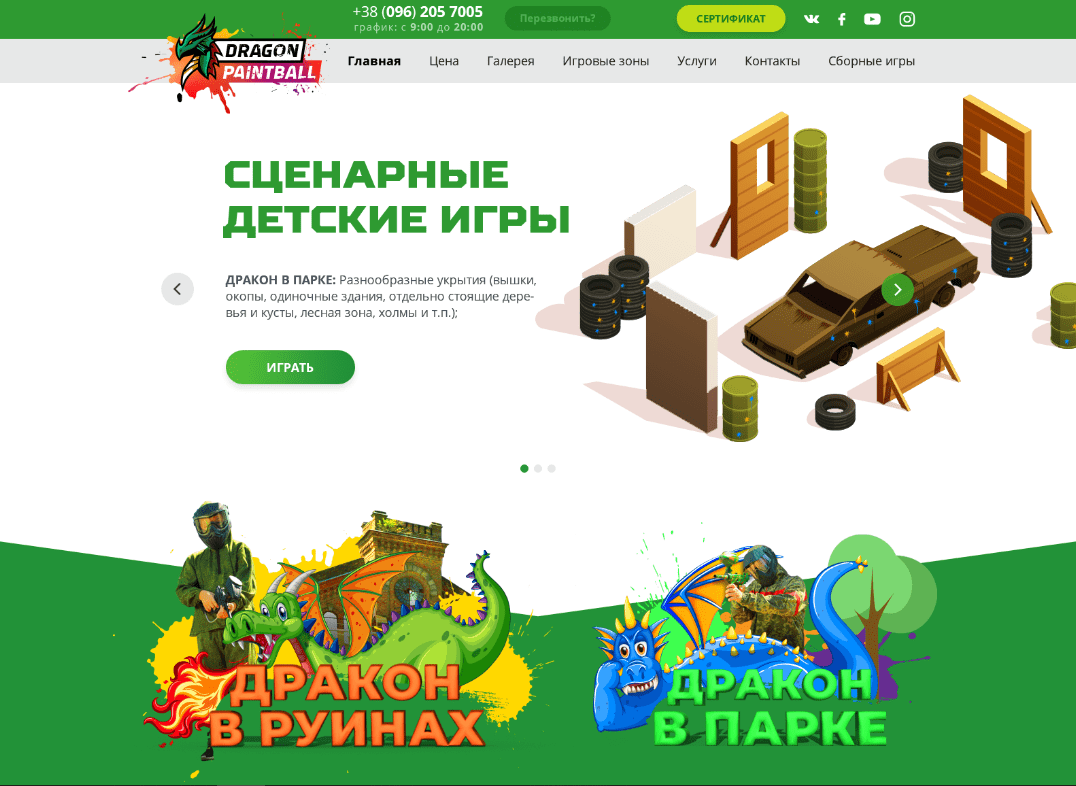 +38 (096) 205 7005
график: с 9:00 до 20:00
Перезвонить?
СЕРТИФИКАТ
DRAGON
PAINTBALL
Главная Цена Галерея Игровые зоны Услуги Контакты Сборные игры
СЦЕНАРНЫЕ
ДЕТСКИЕ ИГРЫ
ДРАКОН В ПАРКЕ: Разнообразные укрытия (вышки,
окопы, одиночные здания, отдельно стоящие дере-
вья и кусты, лесная зона, холмы и т.п.);
ИГРАТЬ
ДРАКОН
В РУИНАХ
ДРАКОН
В ПАРКЕ